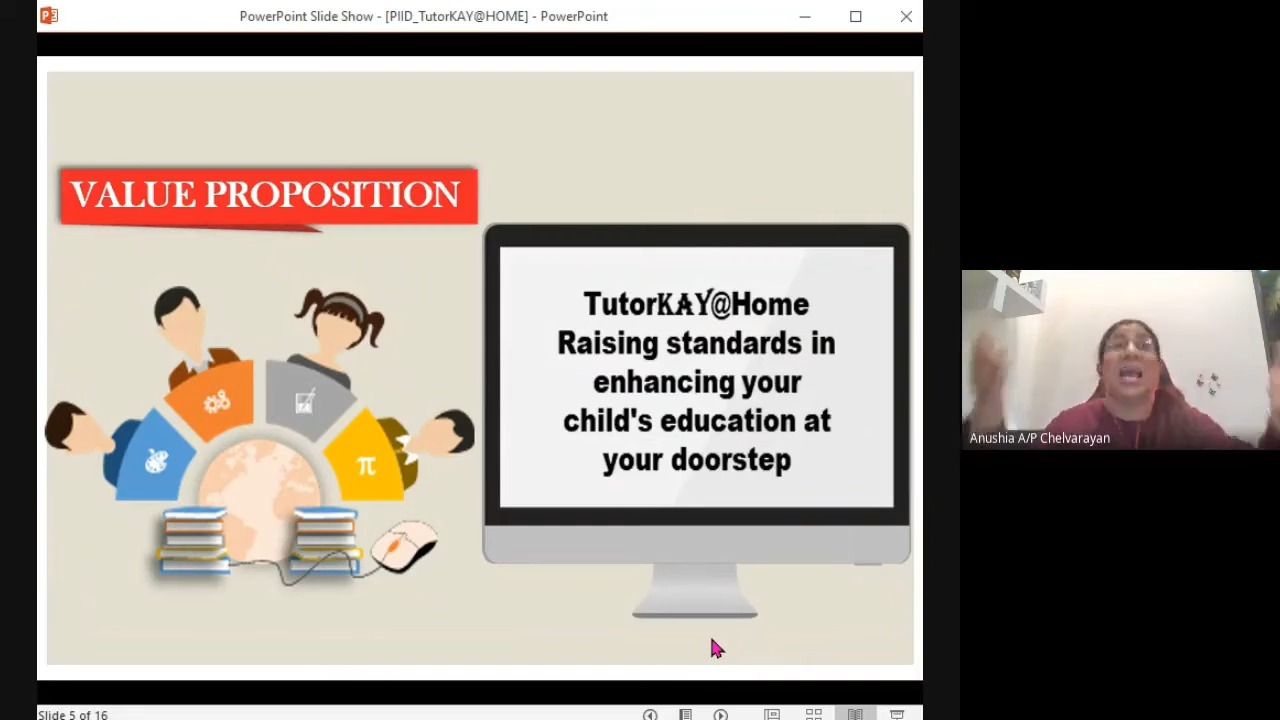 PowerPoint Slide Show - [PIID_TutorKAY@HOME] - PowerPoint
VALUE PROPOSITION
TutorKAY@Home
Raising standards in
enhancing your
child's education at
your doorstep
π
Anushia A/P Chelvarayan
Slide 5 of 16